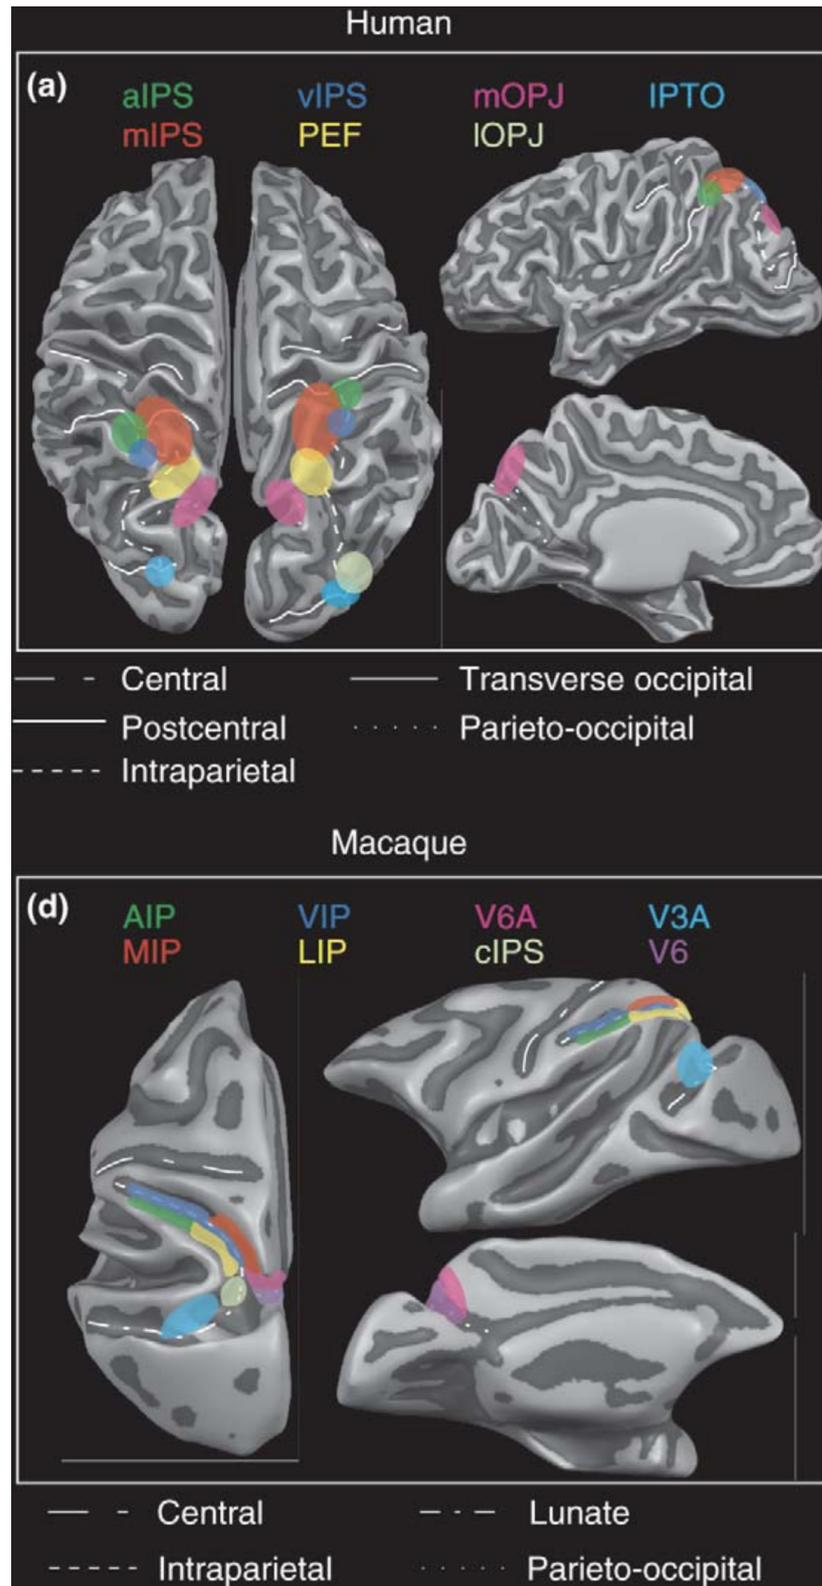 Human
(a)
aIPS vIPS mOPJ IPTO
mIPS PEF lOPJ
Central Transverse occipital
Postcentral Parieto-occipital
Intraparietal
Macaque
(d)
AIP VIP V6A V3A
MIP LIP cIPS V6
Central Lunate
Intraparietal Parieto-occipital